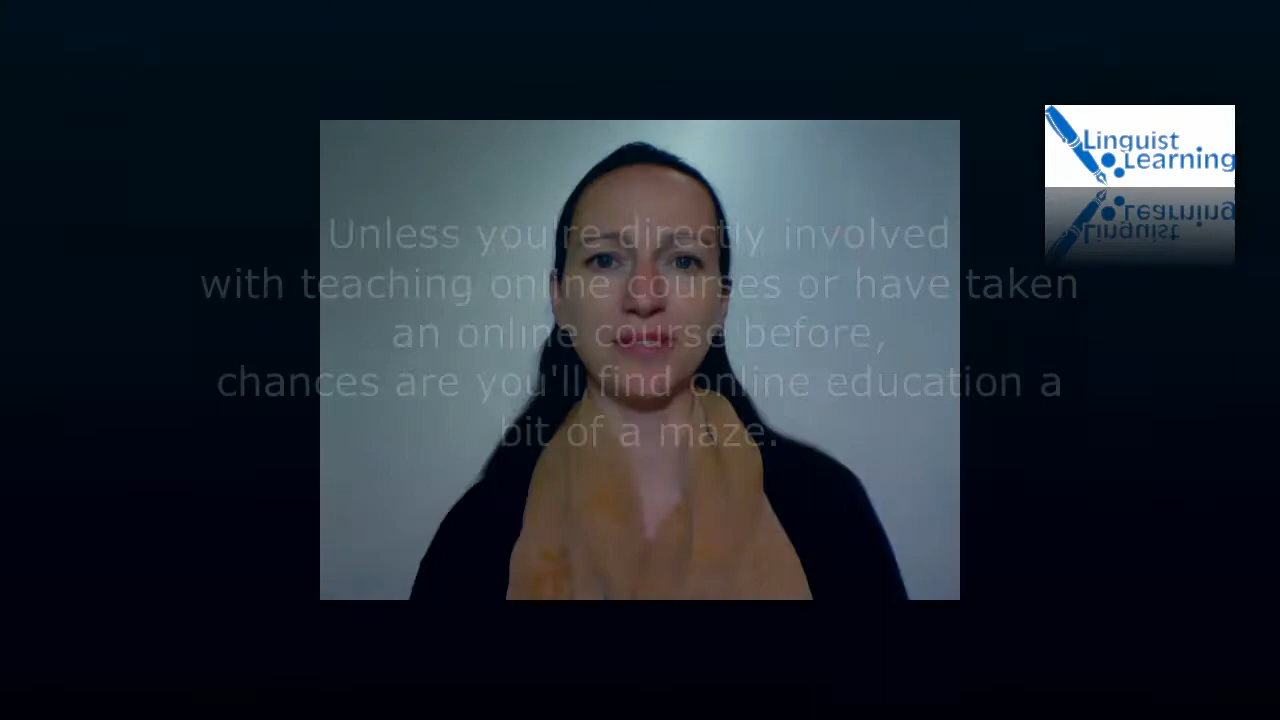 Linguist
Learning
Unless you're directly involved
with teaching online courses or have taken
an online course before,
chances are you'll find online education a
bit of a maze.